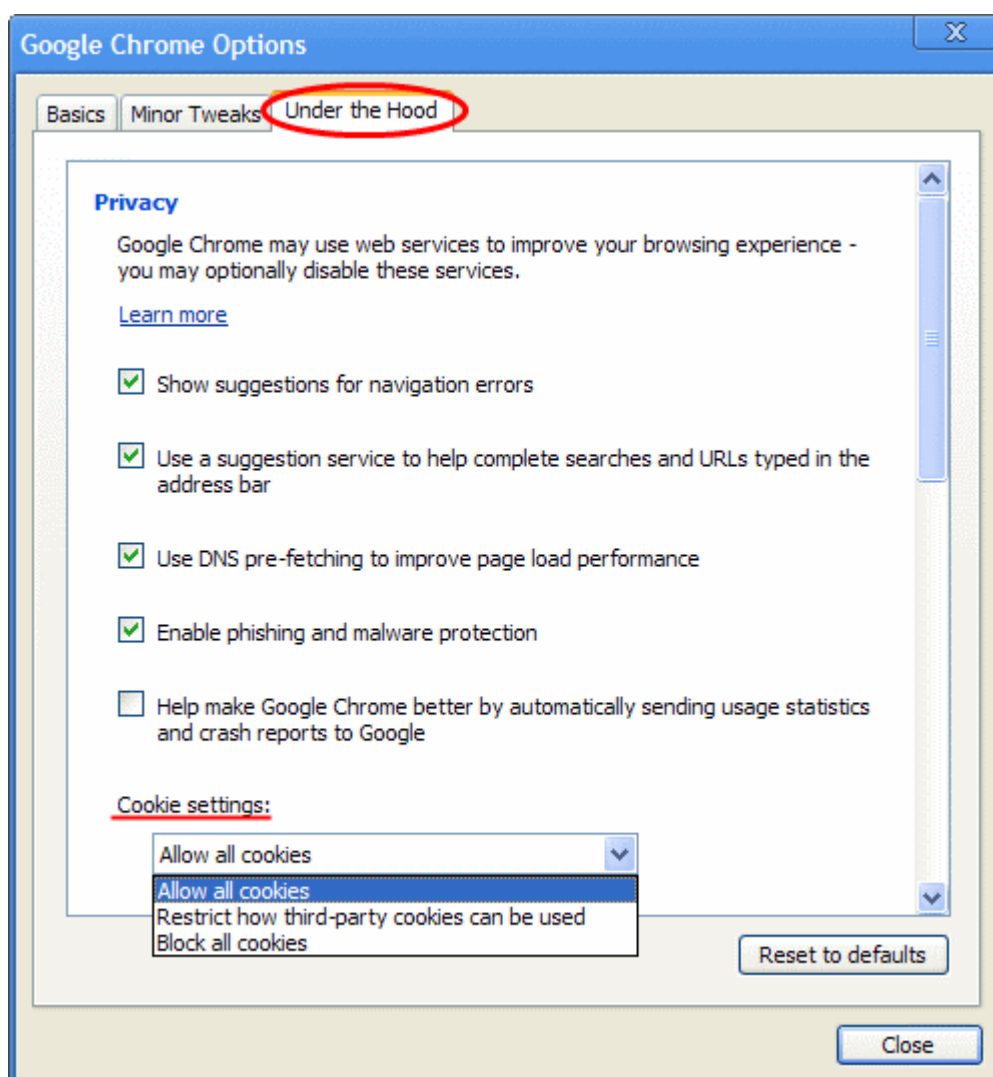 Google Chrome Options
Basics
Minor Tweaks
Under the Hood
Privacy
Google Chrome may use web services to improve your browsing experience -
you may optionally disable these services.
Learn more
Show suggestions for navigation errors
Use a suggestion service to help complete searches and URLs typed in the
address bar
Use DNS pre-fetching to improve page load performance
Enable phishing and malware protection
Help make Google Chrome better by automatically sending usage statistics
and crash reports to Google
Cookie settings:
Allow all cookies
Allow all cookies
Restrict how third-party cookies can be used
Block all cookies
Reset to defaults
Close